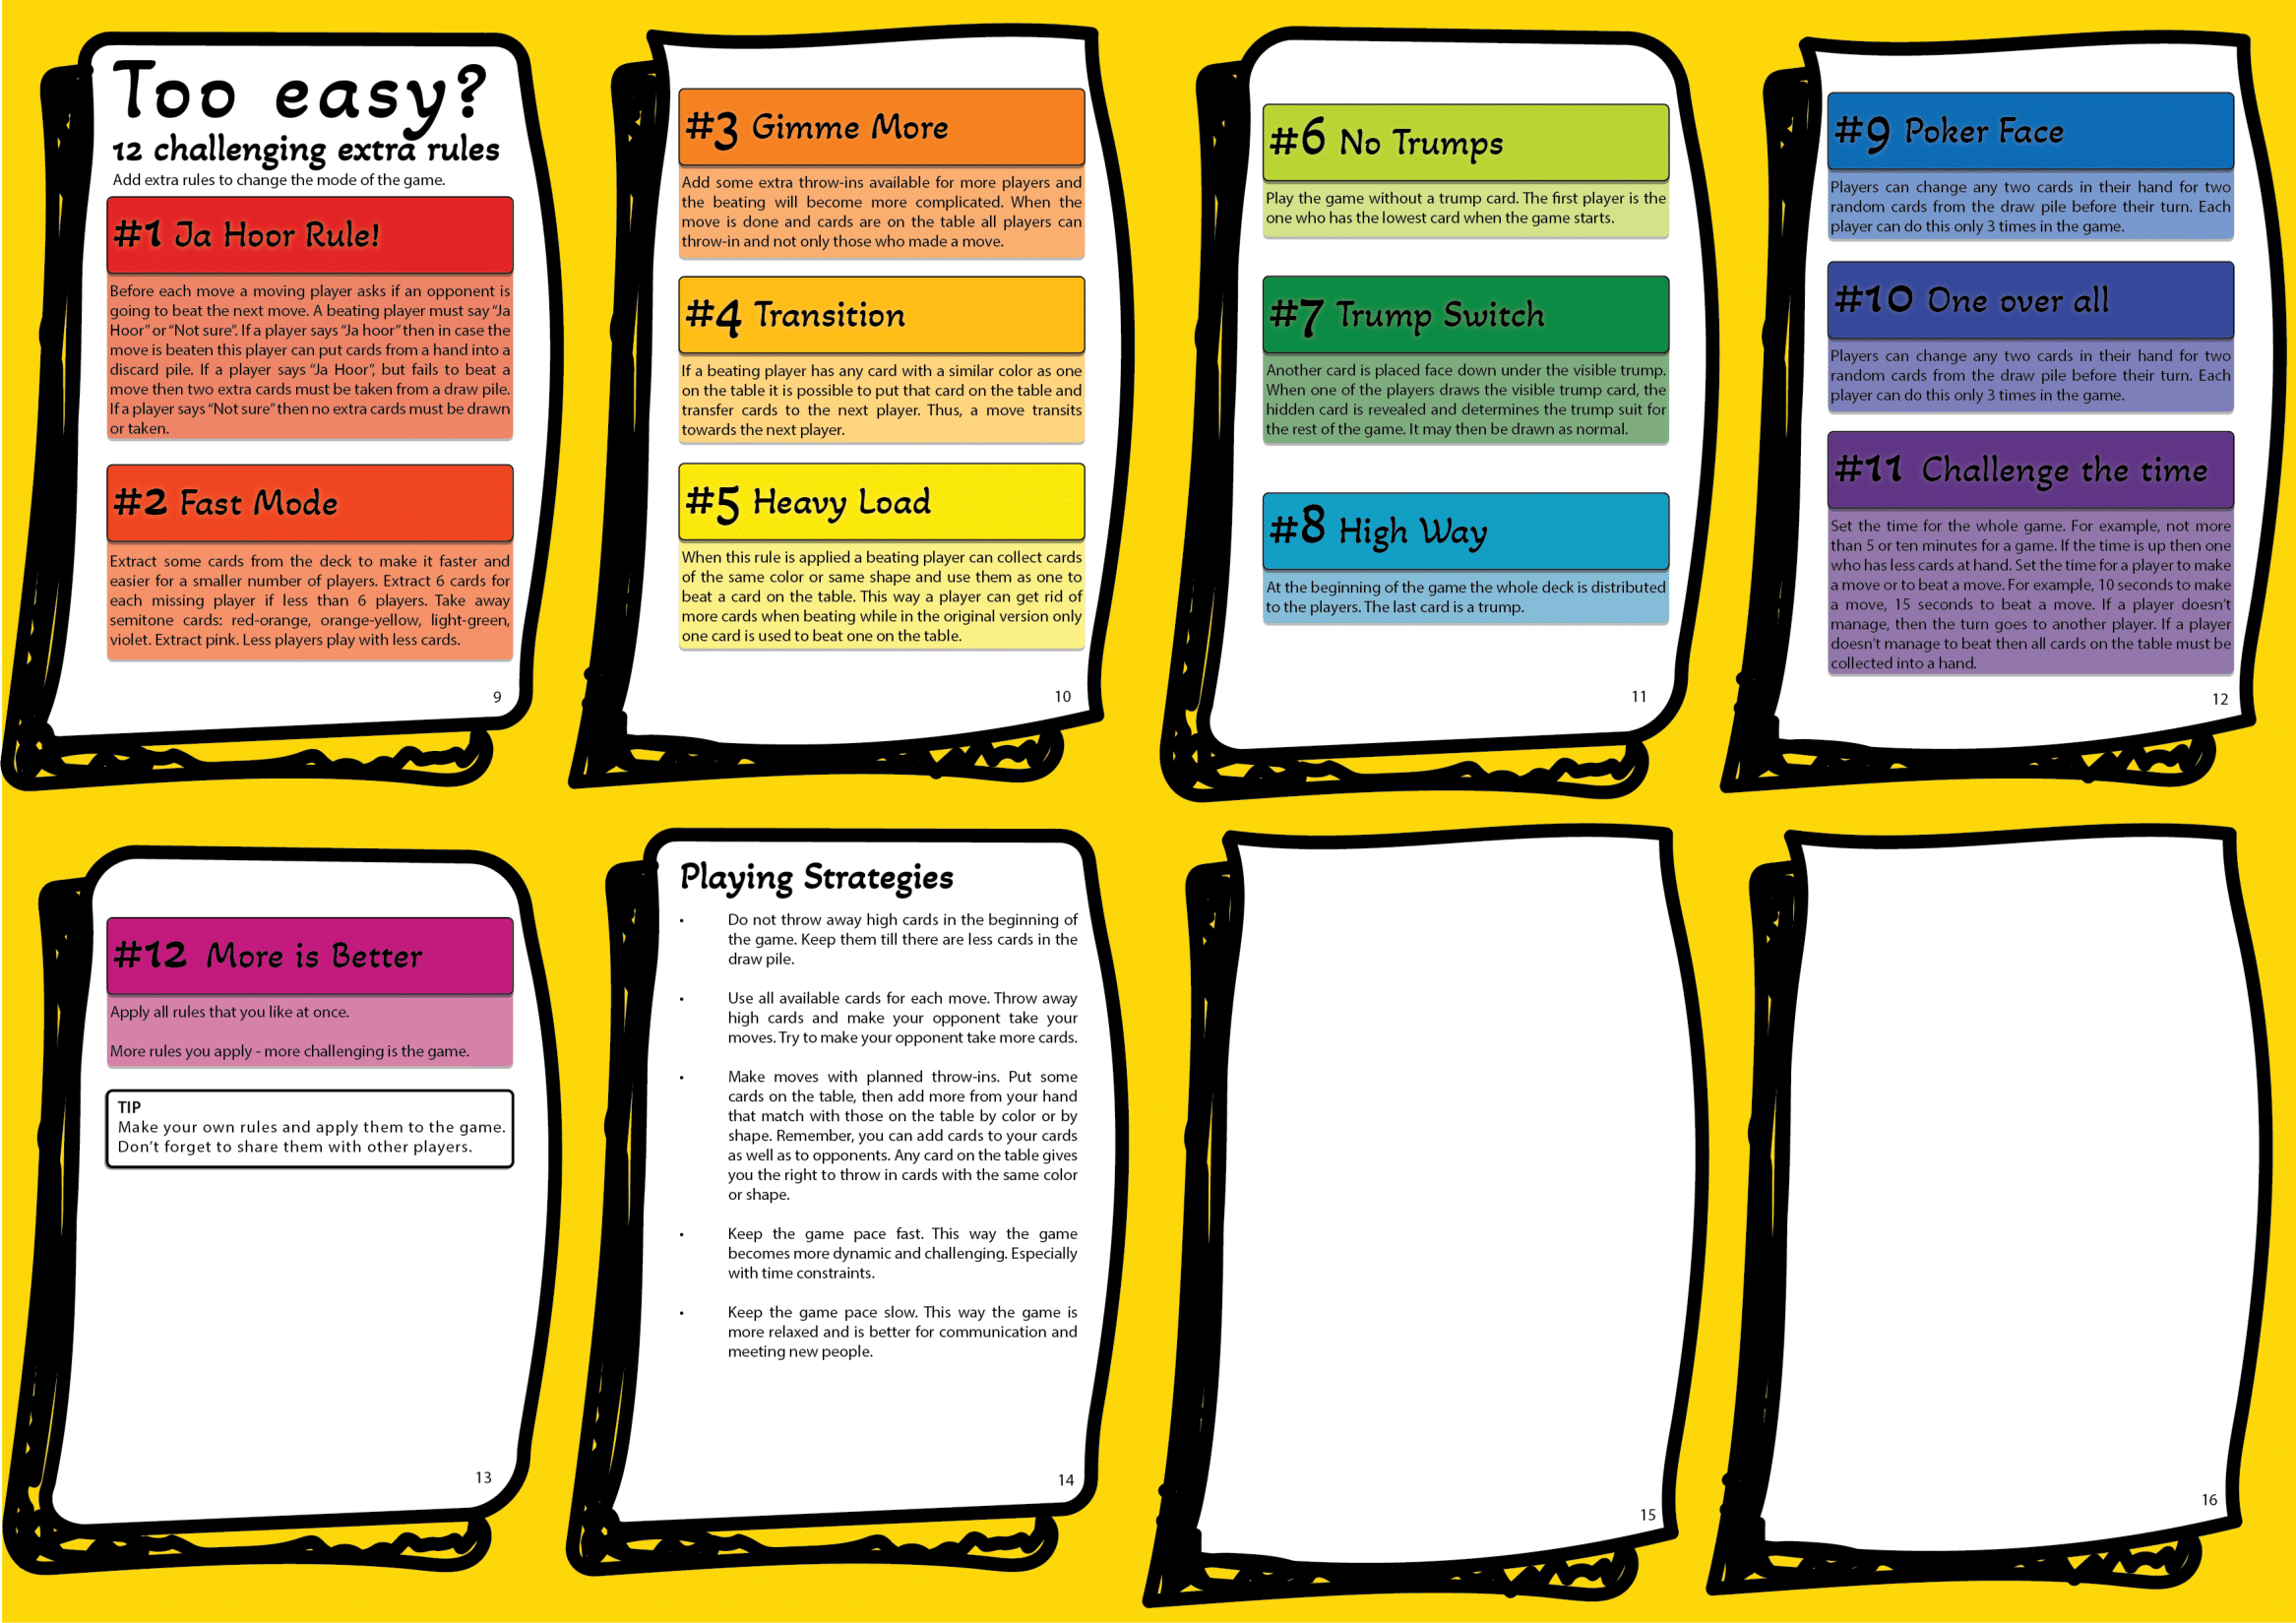 Too easy?
12 challenging extra rules
Add extra rules to change the mode of the game.
#1 Ja Hoor Rule!
Before each move a moving player asks if an opponent is
going to beat the next move. A beating player must say “Ja
Hoor” or “Not sure”. If a player says “Ja hoor” then in case the
move is beaten this player can put cards from a hand into a
discard pile. If a player says “Ja Hoor”, but fails to beat a
move then two extra cards must be taken from a draw pile.
If a player says “Not sure” then no extra cards must be drawn
or taken.
#2 Fast Mode
Extract some cards from the deck to make it faster and
easier for a smaller number of players. Extract 6 cards for
each missing player if less than 6 players. Take away
semitone cards: red-orange, orange-yellow, light-green,
violet. Extract pink. Less players play with less cards.
9
#3 Gimme More
Add some extra throw-ins available for more players and
the beating will become more complicated. When the
move is done and cards are on the table all players can
throw-in and not only those who made a move.
#4 Transition
If a beating player has any card with a similar color as one
on the table it is possible to put that card on the table and
transfer cards to the next player. Thus, a move transits
towards the next player.
#5 Heavy Load
When this rule is applied a beating player can collect cards
of the same color or same shape and use them as one to
beat a card on the table. This way a player can get rid of
more cards when beating while in the original version only
one card is used to beat one on the table.
10
#6 No Trumps
Play the game without a trump card. The first player is the
one who has the lowest card when the game starts.
#7 Trump Switch
Another card is placed face down under the visible trump.
When one of the players draws the visible trump card, the
hidden card is revealed and determines the trump suit for
the rest of the game. It may then be drawn as normal.
#8 High Way
At the beginning of the game the whole deck is distributed
to the players. The last card is a trump.
11
#9 Poker Face
Players can change any two cards in their hand for two
random cards from the draw pile before their turn. Each
player can do this only 3 times in the game.
#10 One over all
Players can change any two cards in their hand for two
random cards from the draw pile before their turn. Each
player can do this only 3 times in the game.
#11 Challenge the time
Set the time for the whole game. For example, not more
than 5 or ten minutes for a game. If the time is up then one
who has less cards at hand. Set the time for a player to make
a move or to beat a move. For example, 10 seconds to make
a move, 15 seconds to beat a move. If a player doesn’t
manage, then the turn goes to another player. If a player
doesn’t manage to beat then all cards on the table must be
collected into a hand.
12
#12 More is Better
Apply all rules that you like at once.
More rules you apply - more challenging is the game.
TIP
Make your own rules and apply them to the game.
Don’t forget to share them with other players.
13
Playing Strategies
• Do not throw away high cards in the beginning of
the game. Keep them till there are less cards in the
draw pile.
• Use all available cards for each move. Throw away
high cards and make your opponent take your
moves. Try to make your opponent take more cards.
• Make moves with planned throw-ins. Put some
cards on the table, then add more from your hand
that match with those on the table by color or by
shape. Remember, you can add cards to your cards
as well as to opponents. Any card on the table gives
you the right to throw in cards with the same color
or shape.
• Keep the game pace fast. This way the game
becomes more dynamic and challenging. Especially
with time constraints.
• Keep the game pace slow. This way the game is
more relaxed and is better for communication and
meeting new people.
14
15
16